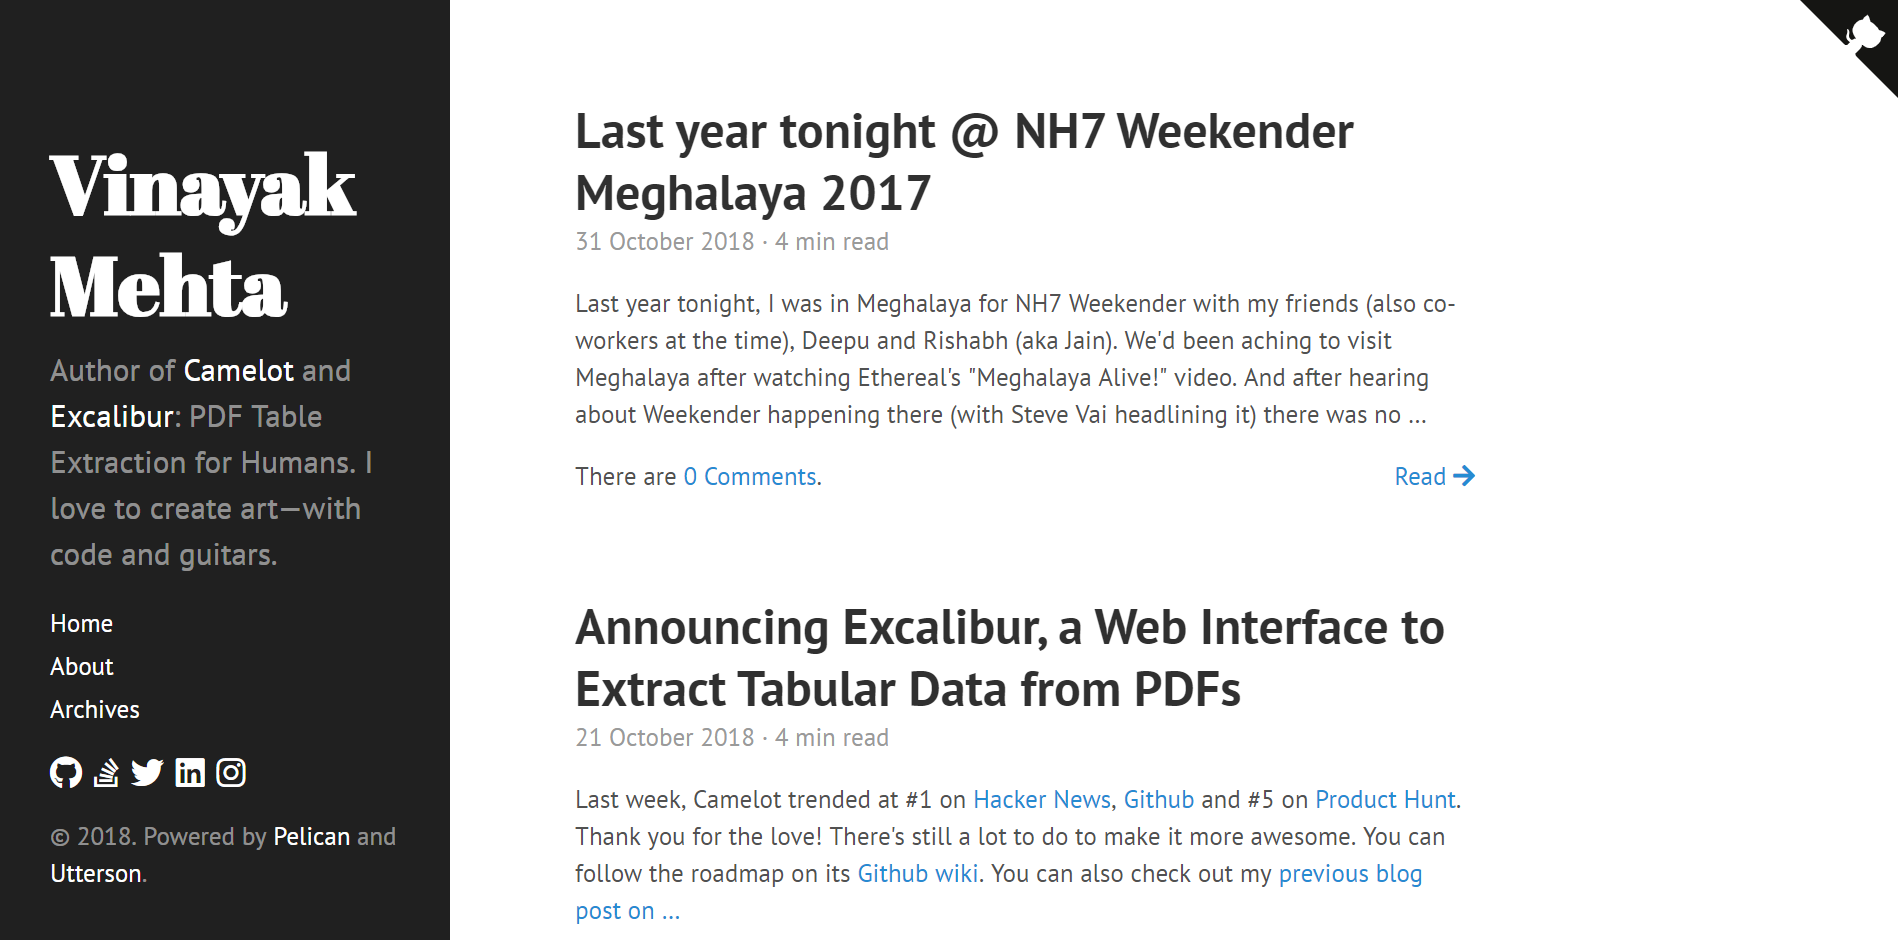 Vinayak
Mehta
Author of Camelot and
Excalibur: PDF Table
Extraction for Humans. I
love to create art—with
code and guitars.
Home
About
Archives
© 2018. Powered by Pelican and
Utterson.
Last year tonight @ NH7 Weekender
Meghalaya 2017
31 October 2018 · 4 min read
Last year tonight, I was in Meghalaya for NH7 Weekender with my friends (also co-
workers at the time), Deepu and Rishabh (aka Jain). We'd been aching to visit
Meghalaya after watching Ethereal's "Meghalaya Alive!" video. And after hearing
about Weekender happening there (with Steve Vai headlining it) there was no ...
There are 0 Comments.
Read
Announcing Excalibur, a Web Interface to
Extract Tabular Data from PDFs
21 October 2018 · 4 min read
Last week, Camelot trended at #1 on Hacker News, Github and #5 on Product Hunt.
Thank you for the love! There's still a lot to do to make it more awesome. You can
follow the roadmap on its Github wiki. You can also check out my previous blog
post on ...